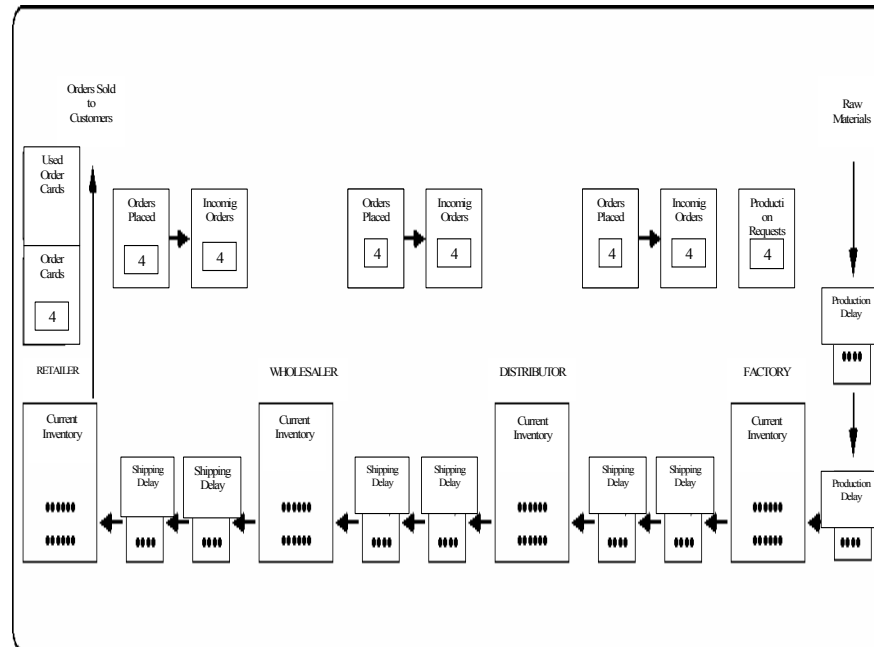 Orders Sold
to
Customers
Raw
Materials
Used
Order
Cards
Orders
Placed
4
Incomig
Orders
4
Orders
Placed
4
Incomig
Orders
4
Orders
Placed
4
Incomig
Orders
4
Producti
on
Requests
4
Order
Cards
4
Production
Delay
RETAILER
WHOLESALER
DISTRIBUTOR
FACTORY
Current
Inventory
Shipping
Delay
Shipping
Delay
Current
Inventory
Shipping
Delay
Shipping
Delay
Current
Inventory
Shipping
Delay
Shipping
Delay
Current
Inventory
Production
Delay